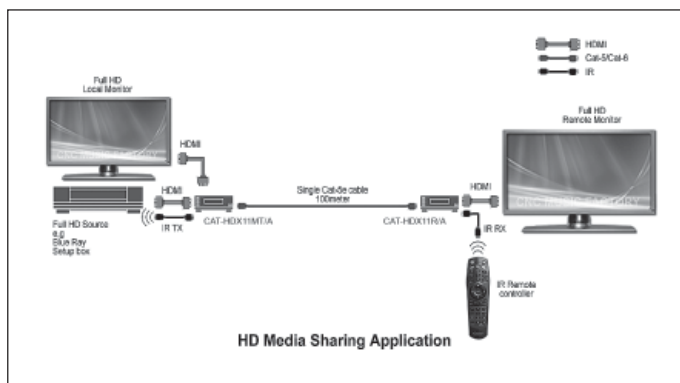 HDMI
Cat-5/Cat-6
IR
Full HD
Local Monitor
Full HD
Remote Monitor
HDMI
HDMI
Single Cat-5e cable
100meter
HDMI
IR TX
CAT-HDX11MT/A
CAT-HDX11R/A
IR RX
Full HD Source
e.g
Blue Ray
Setup box
IR Remote
controller
HD Media Sharing Application